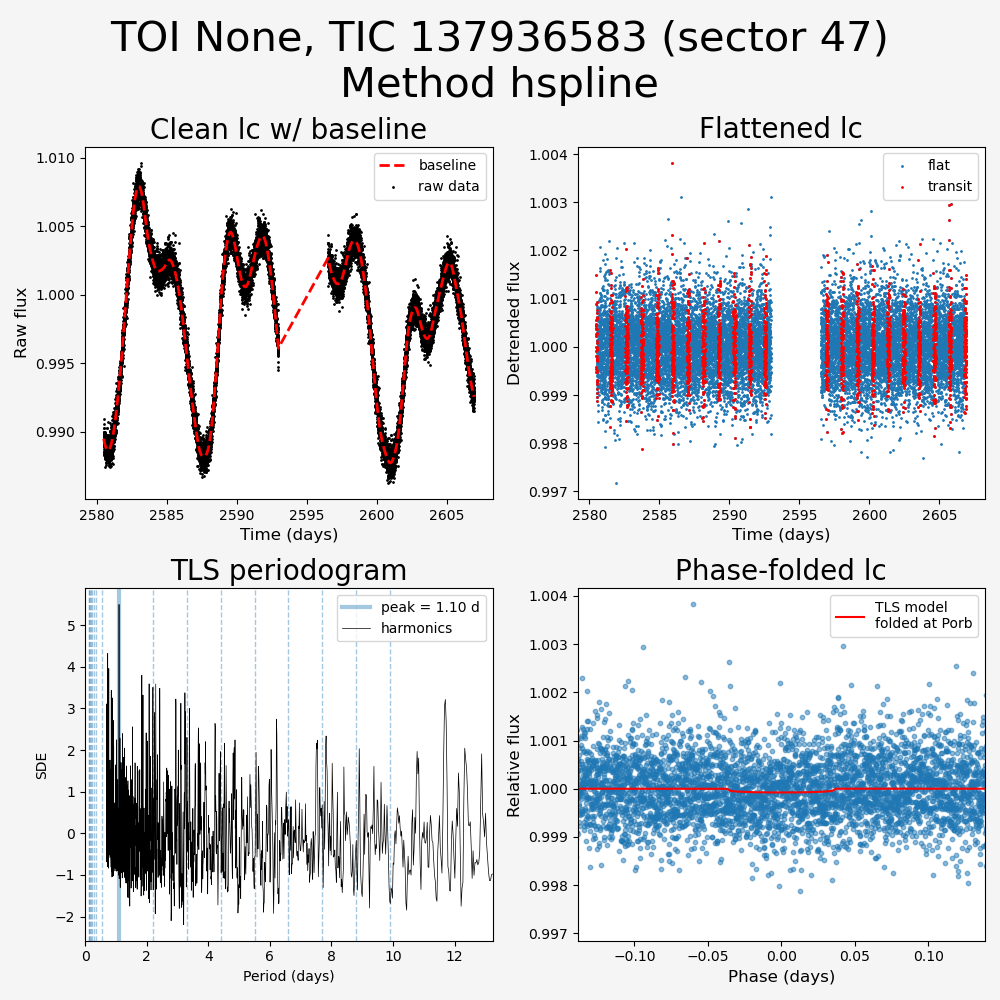 TOI None, TIC 137936583 (sector 47)
Method hspline
Clean lc w/ baseline
Flattened lc
1.010
1.005
1.000
0.995
0.990
Raw flux
baseline
raw data
2580
2585
2590
2595
2600
2605
Time (days)
1.004
1.003
1.002
1.001
1.000
0.999
0.998
0.997
Detrended flux
flat
transit
2580
2585
2590
2595
2600
2605
Time (days)
TLS periodogram
Phase-folded lc
5
4
3
2
1
0
−1
−2
SDE
peak = 1.10 d
harmonics
0
2
4
6
8
10
12
Period (days)
1.004
1.003
1.002
1.001
1.000
0.999
0.998
0.997
Relative flux
TLS model
folded at Porb
−0.10
−0.05
0.00
0.05
0.10
Phase (days)